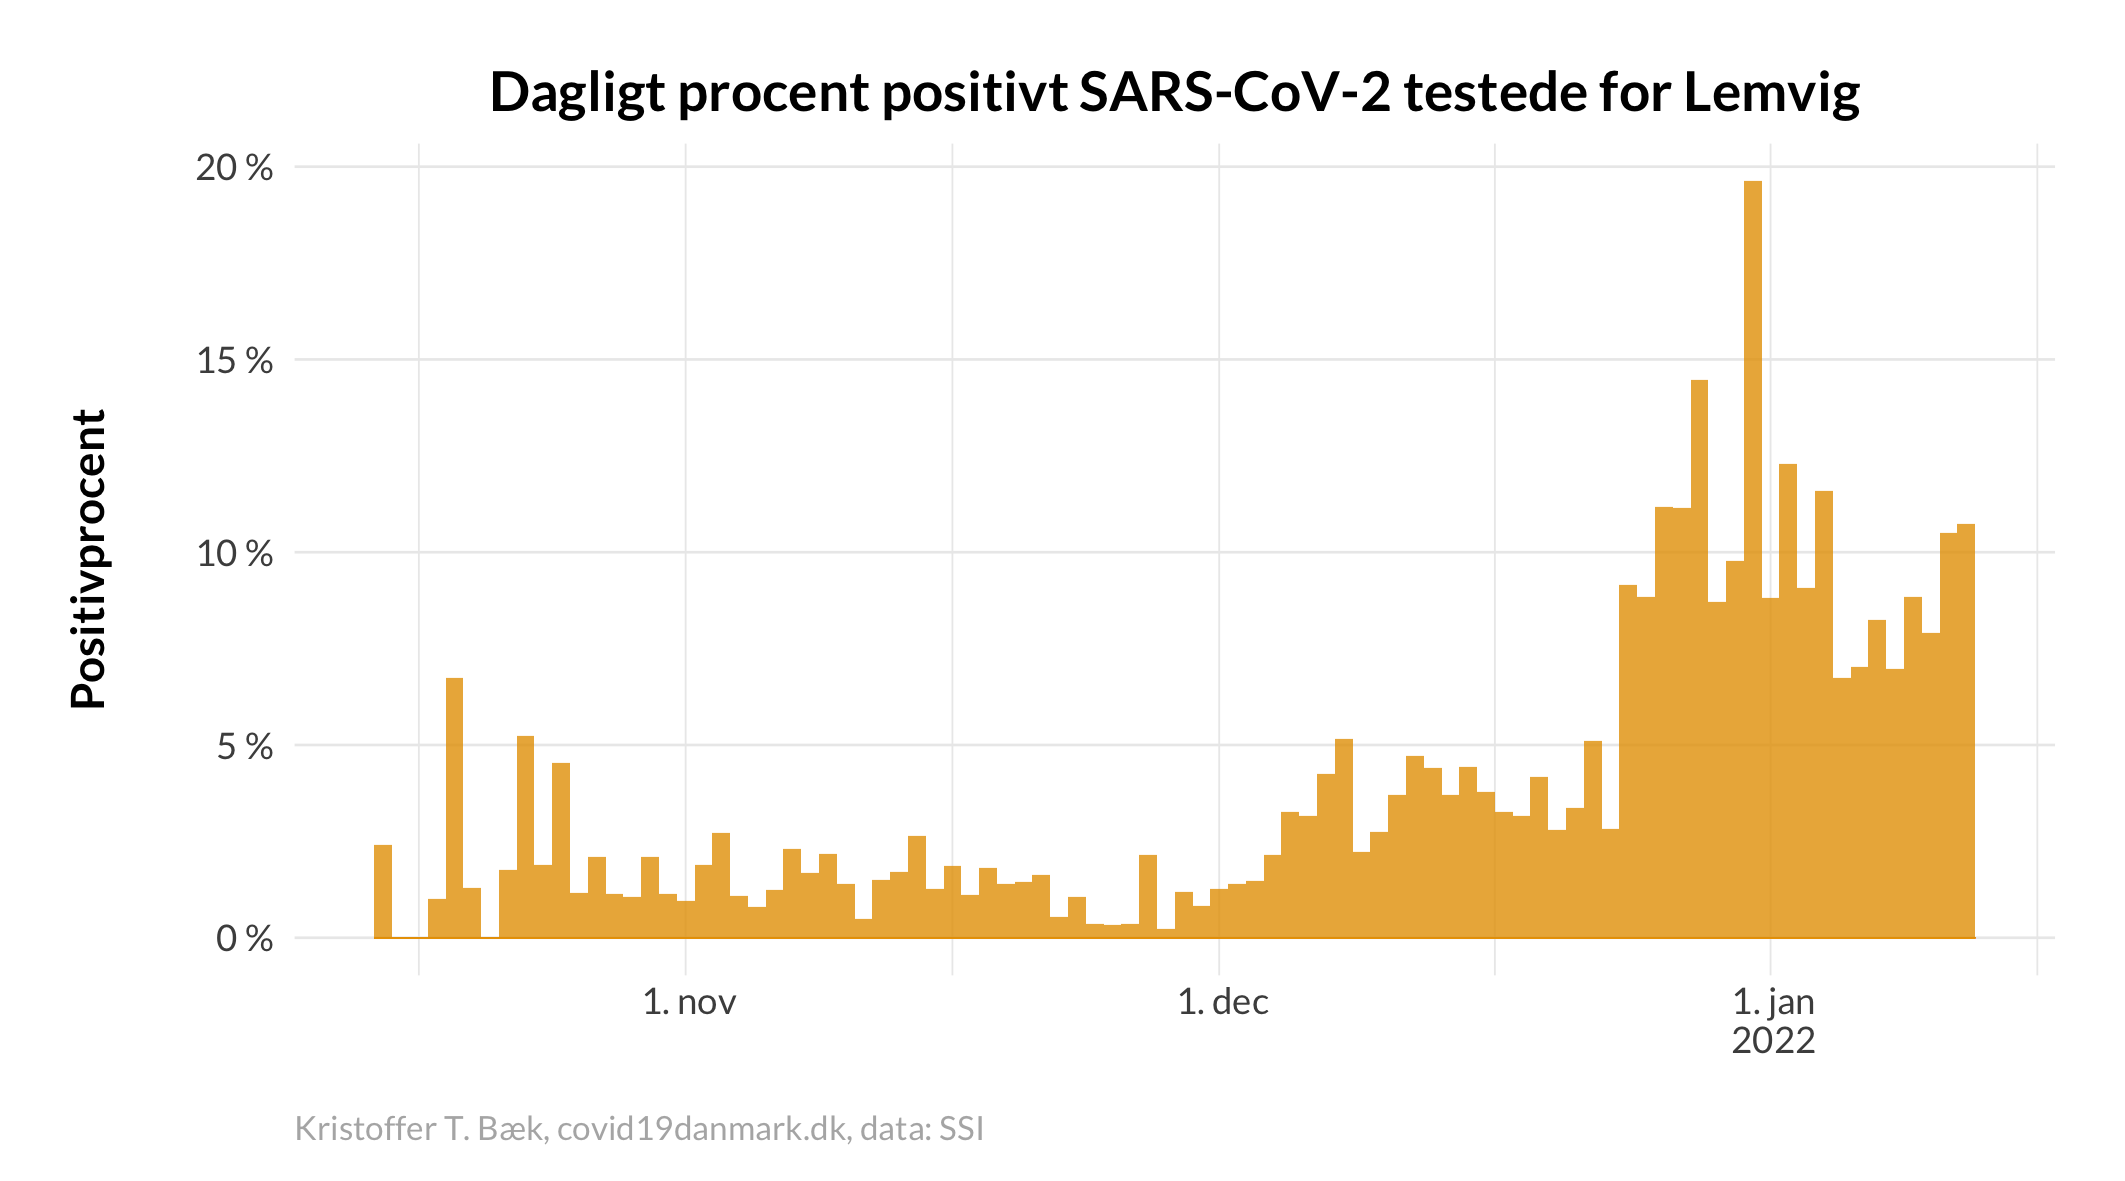 Dagligt procent positivt SARS-CoV-2 testede for Lemvig
Positivprocent
20 %
15 %
10 %
5 %
0 %
1. nov
1. dec
1. jan
2022
Kristoffer T. Bæk, covid19danmark.dk, data: SSI